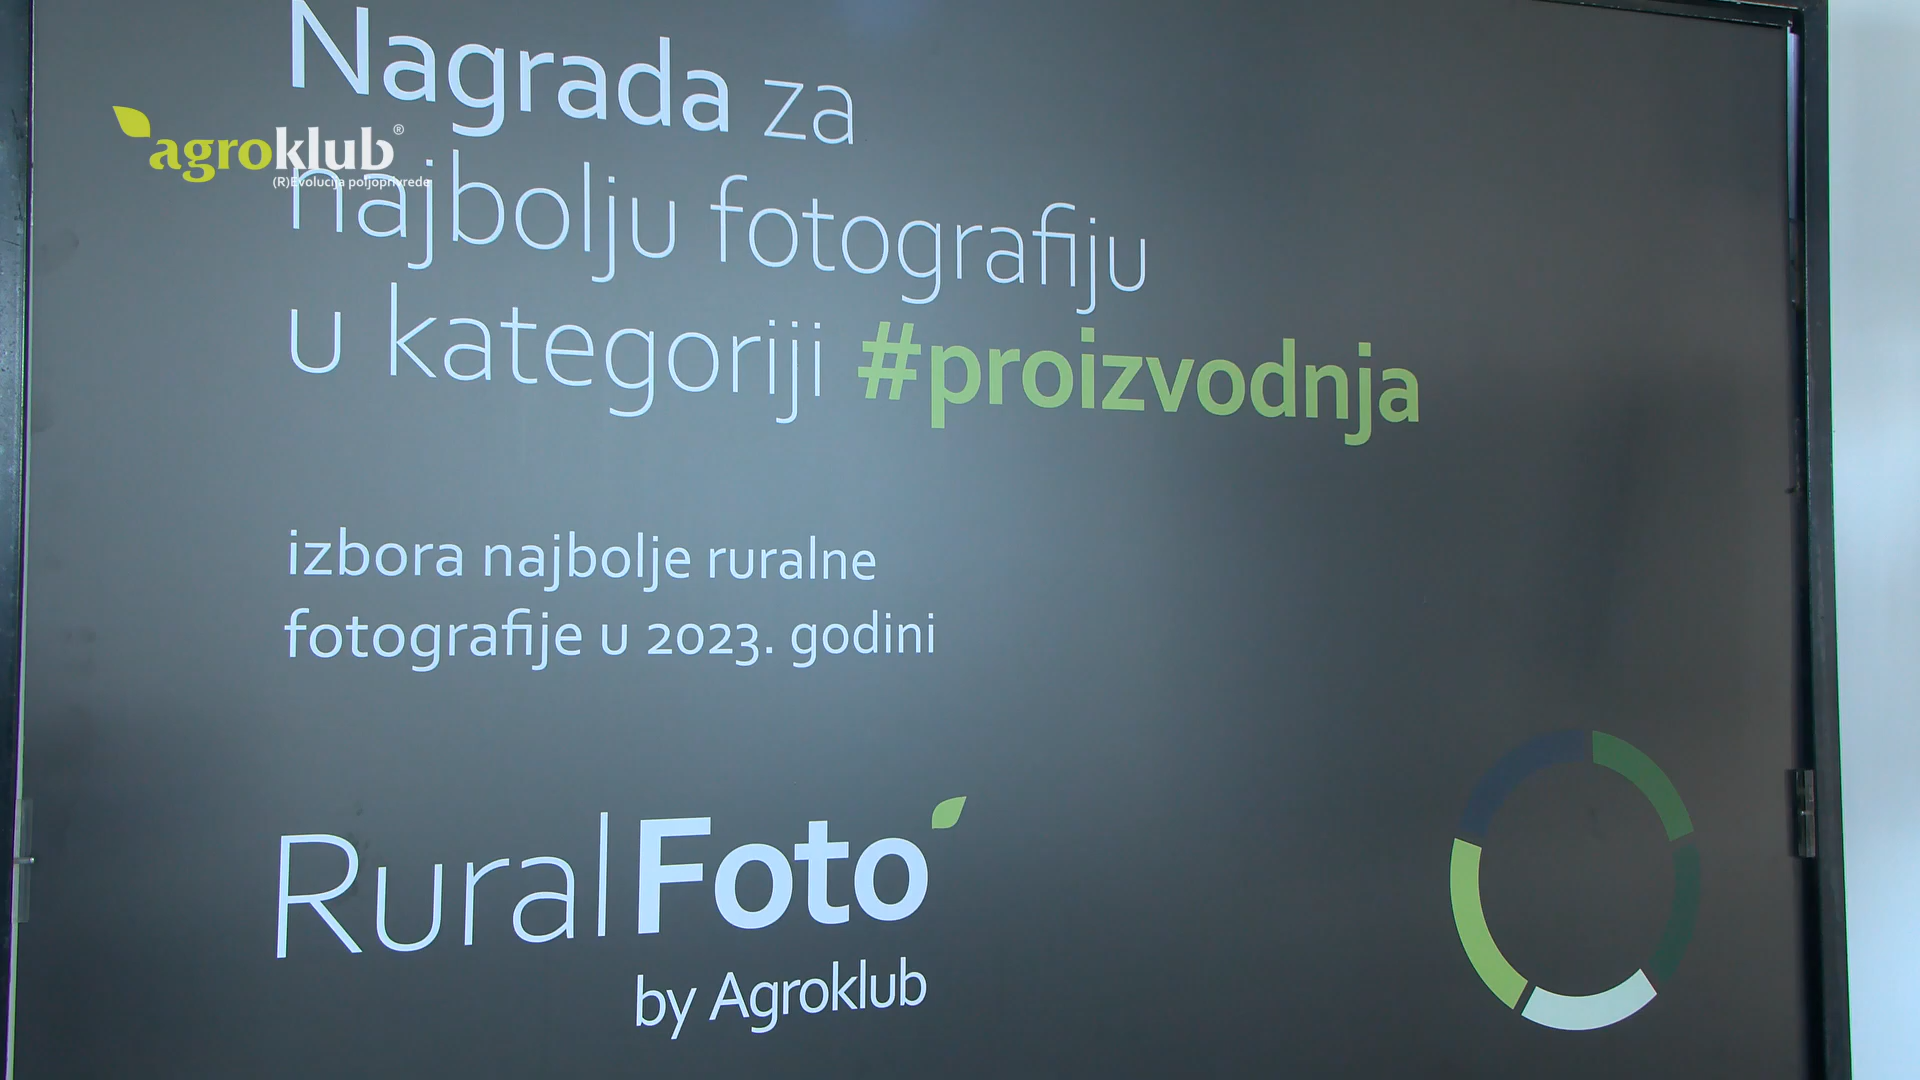 Nagrada za
agroklub®
(R)Evolucija poljoprivrede
najbolju fotografiju
u kategoriji #proizvodnja
izbora najbolje ruralne
fotografije u 2023. godini
RuralFoto
by Agroklub